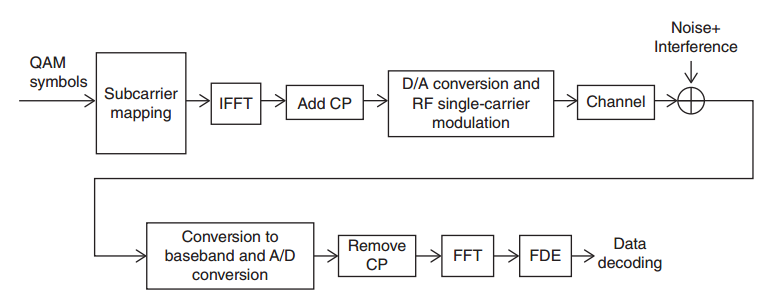 Noise+
Interference
QAM
symbols
Subcarrier
mapping
IFFT
Add CP
D/A conversion and
RF single-carrier
modulation
Channel
Conversion to
baseband and A/D
conversion
Remove
CP
FFT
FDE
Data
decoding